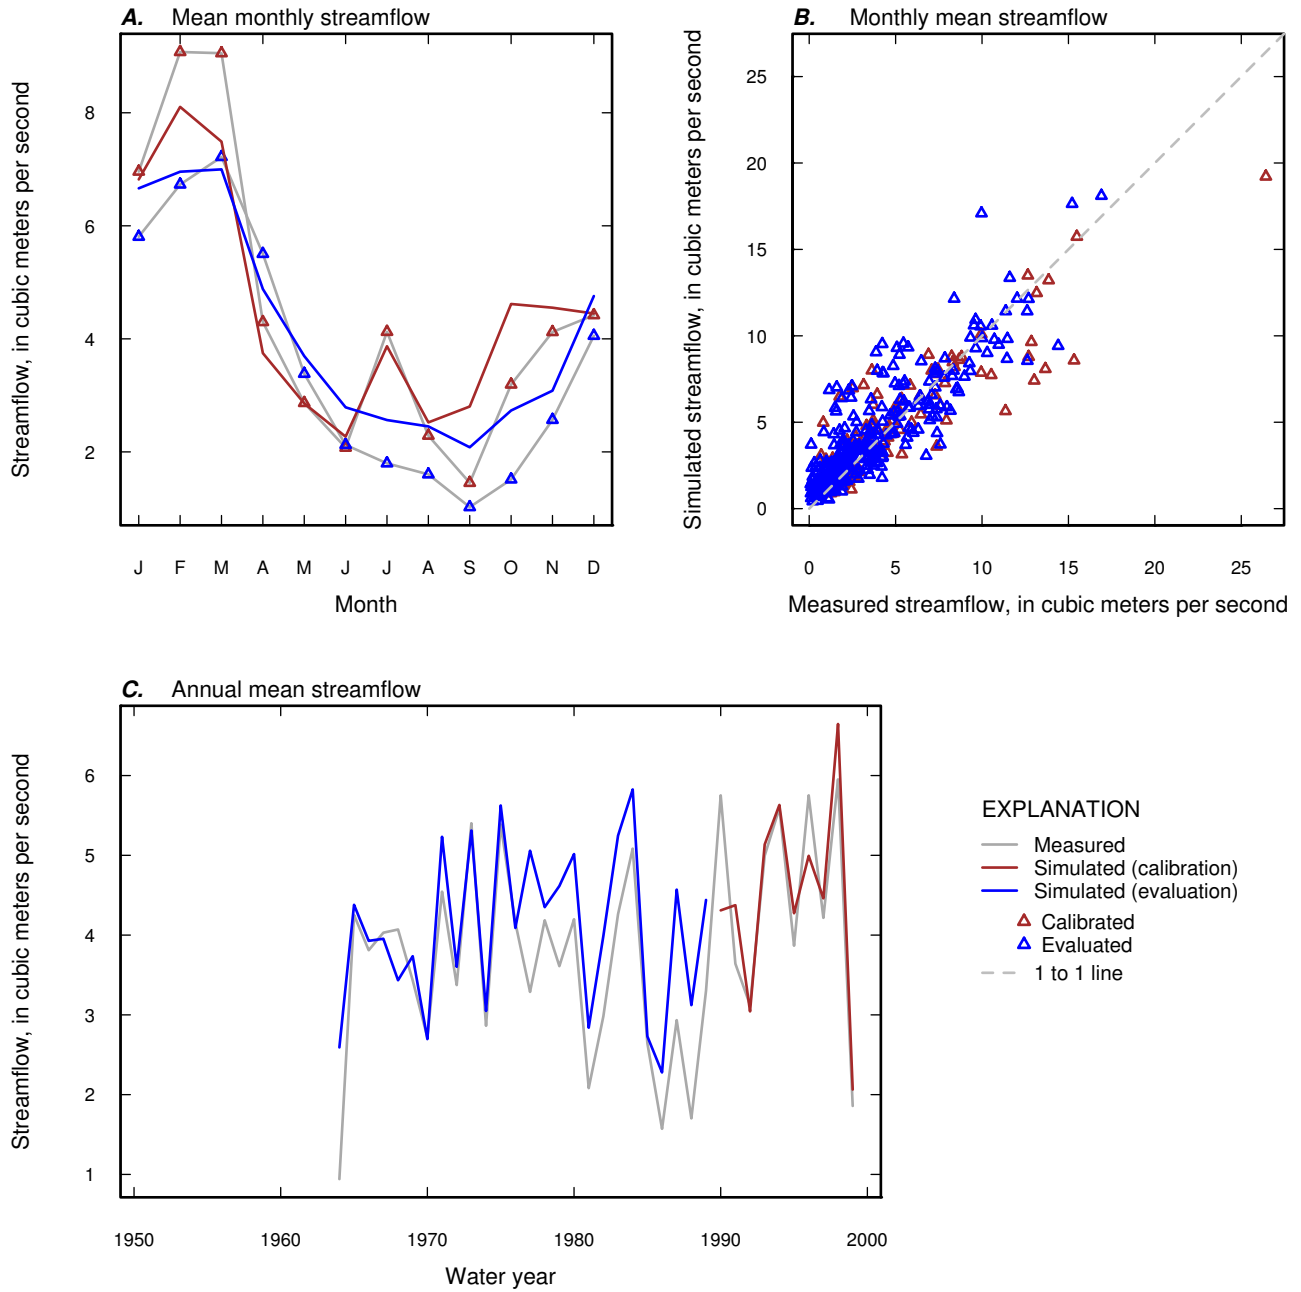 A. Mean monthly streamflow
Streamflow, in cubic meters per second
8
6
4
2
J F M A M J J A S O N D
Month
B. Monthly mean streamflow
Simulated streamflow, in cubic meters per second
25
20
15
10
5
0
0 5 10 15 20 25
Measured streamflow, in cubic meters per second
C. Annual mean streamflow
Streamflow, in cubic meters per second
6
5
4
3
2
1
1950 1960 1970 1980 1990 2000
Water year
EXPLANATION
Measured
Simulated (calibration)
Simulated (evaluation)
Calibrated
Evaluated
1 to 1 line